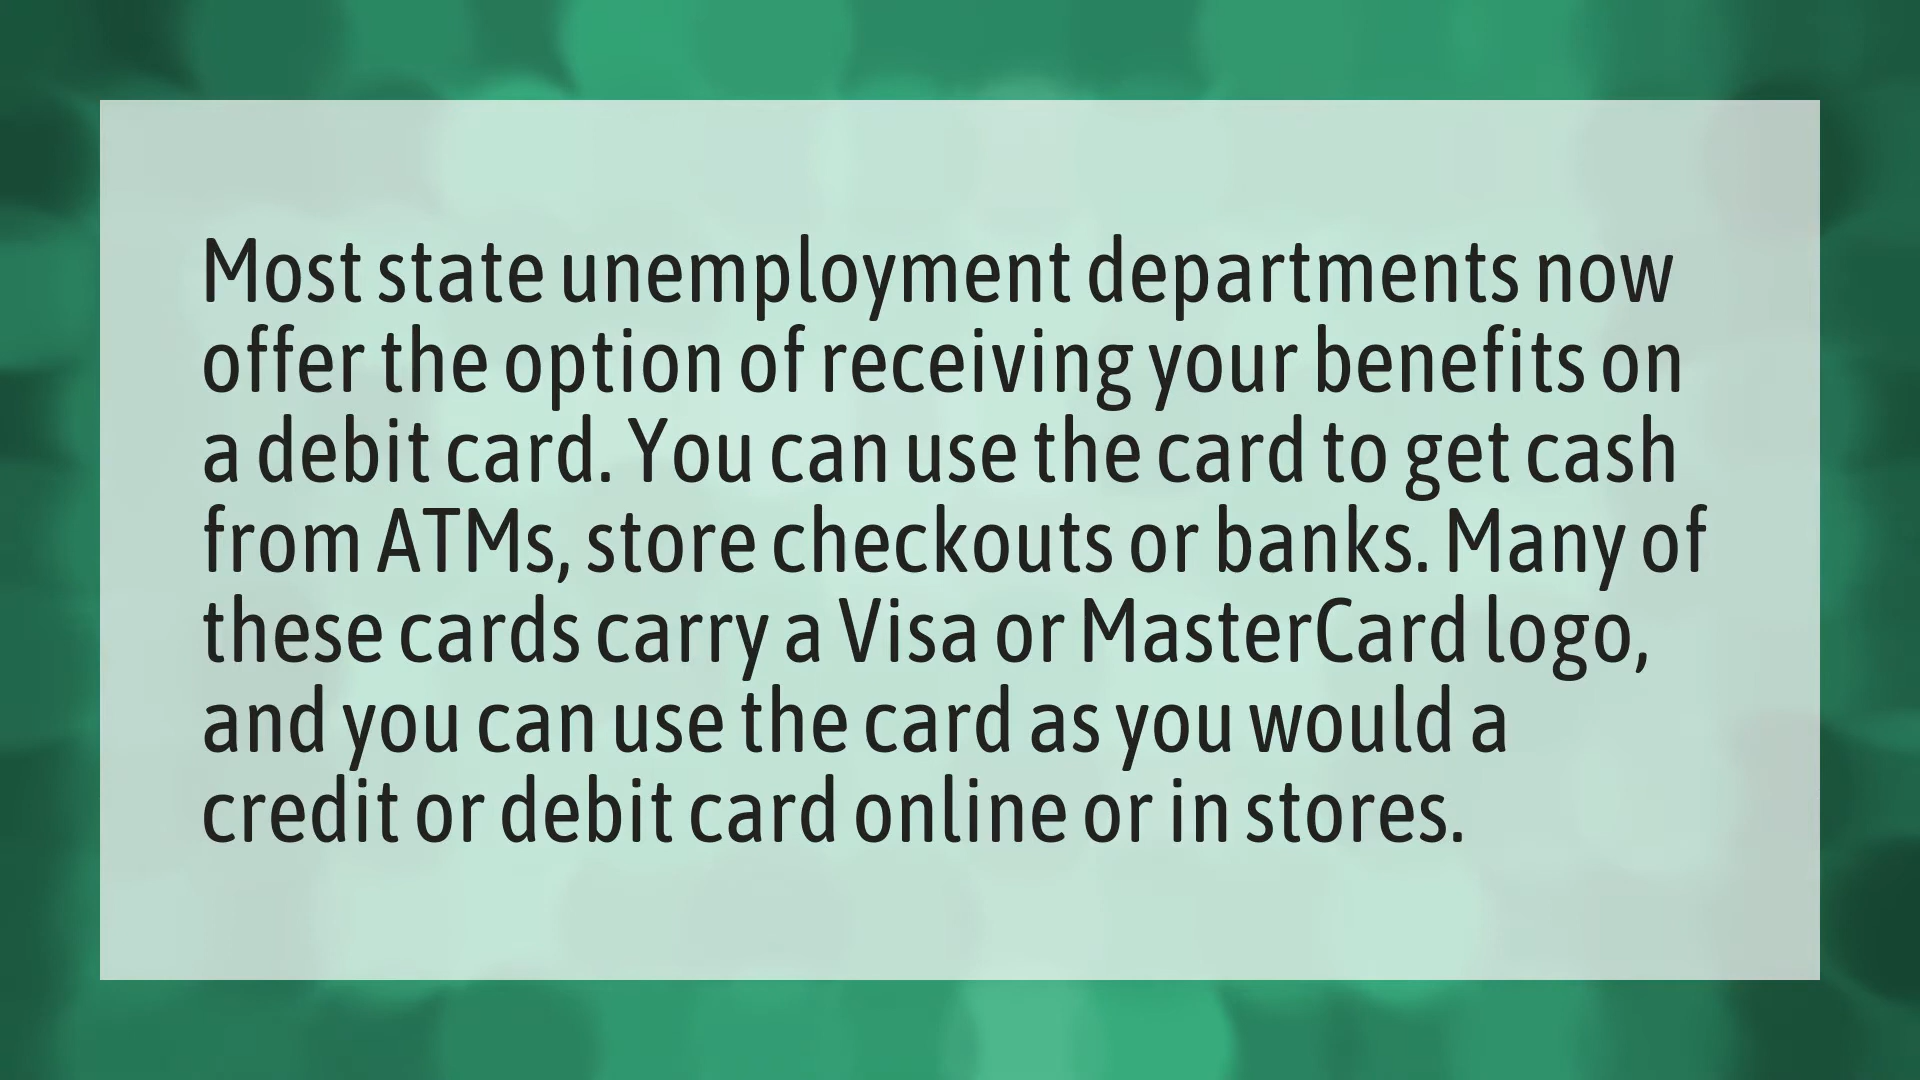 Most state unemployment departments now
offer the option of receiving your benefits on
a debit card. You can use the card to get cash
from ATMs, store checkouts or banks. Many of
these cards carry a Visa or MasterCard logo,
and you can use the card as you would a
credit or debit card online or in stores.